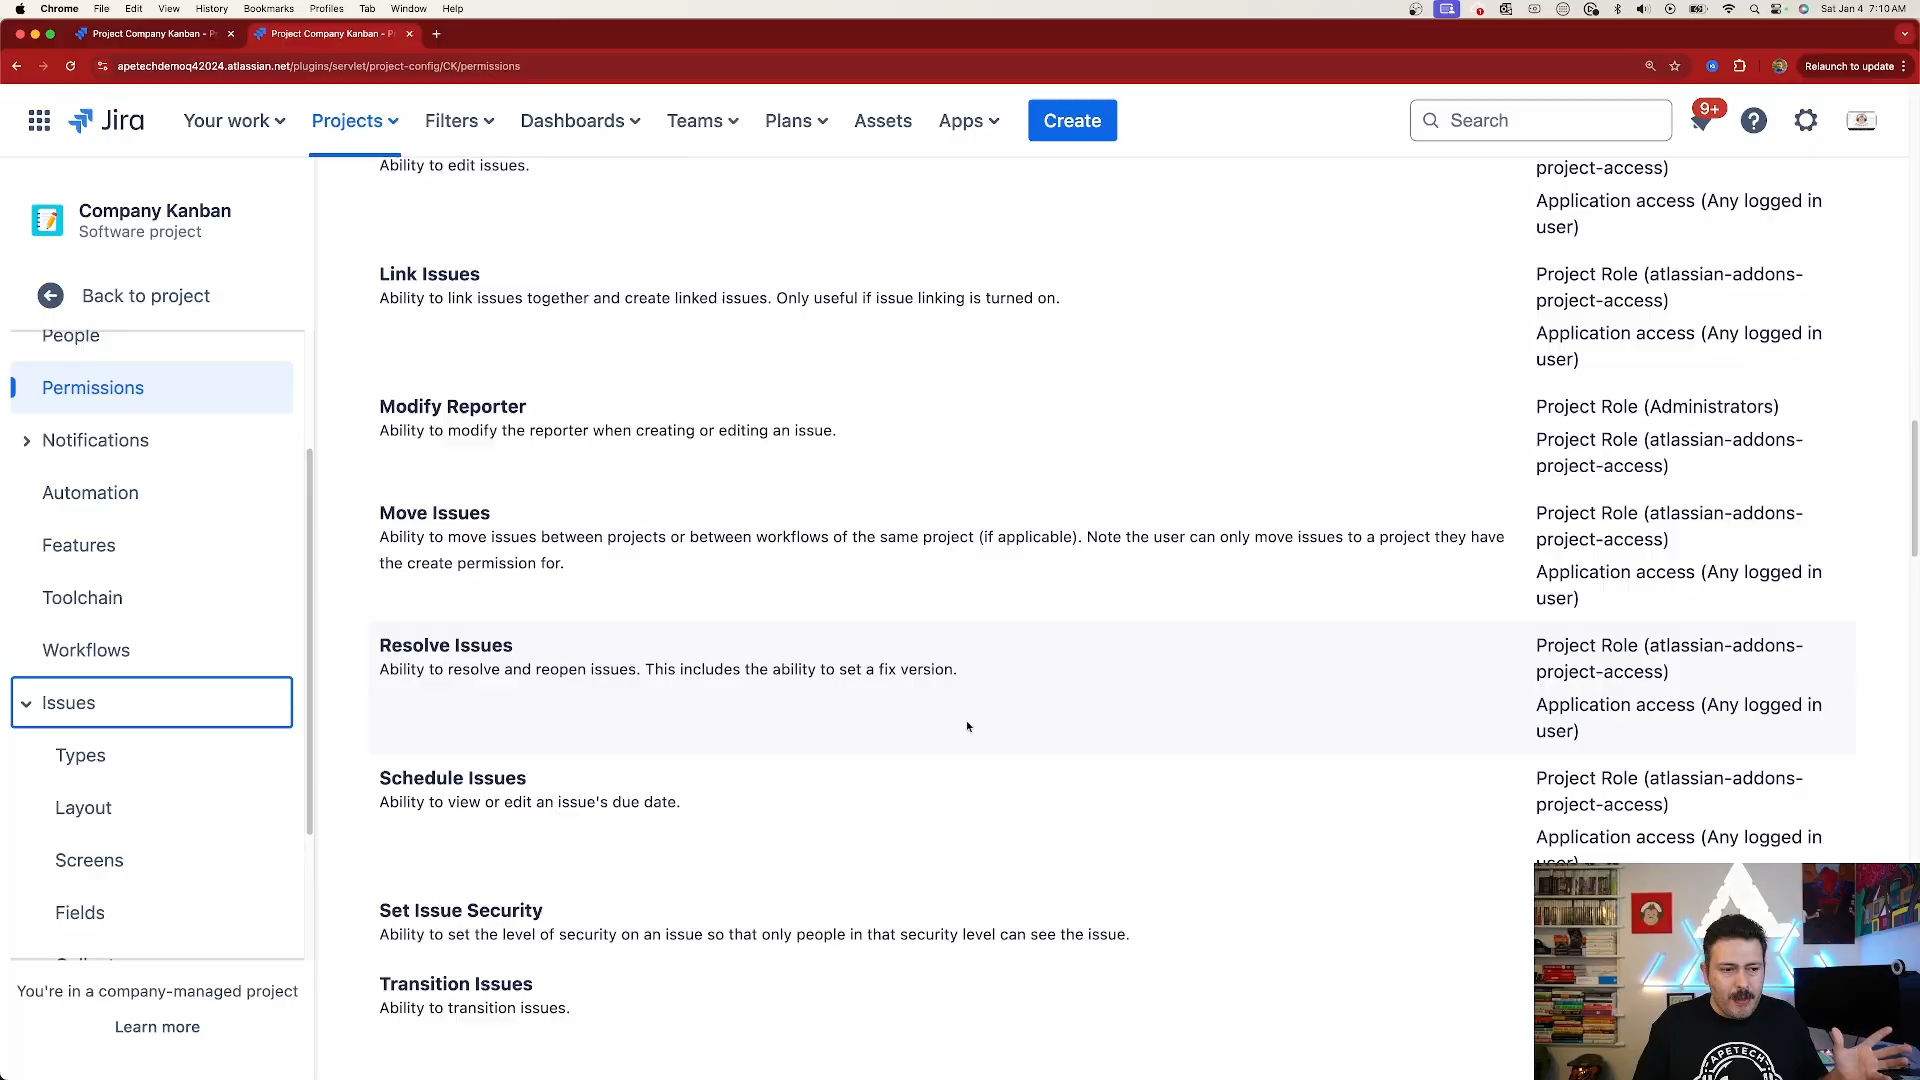 Chrome File Edit View History Bookmarks Profiles Tab Window Help
Sat Jan 4 7:10 AM
Project Company Kanban - P
Project Company Kanban - P
apetechdemoq42024.atlassian.net/plugins/servlet/project-config/CK/permissions
Relaunch to update
Jira
Your work
Projects
Filters
Dashboards
Teams
Plans
Assets
Apps
Create
Search
9+
Company Kanban
Software project
Back to project
People
Permissions
Notifications
Automation
Features
Toolchain
Workflows
Issues
Types
Layout
Screens
Fields
You're in a company-managed project
Learn more
Ability to edit issues.
project-access)
Application access (Any logged in
user)
Link Issues
Ability to link issues together and create linked issues. Only useful if issue linking is turned on.
Project Role (atlassian-addons-
project-access)
Application access (Any logged in
user)
Modify Reporter
Ability to modify the reporter when creating or editing an issue.
Project Role (Administrators)
Project Role (atlassian-addons-
project-access)
Move Issues
Ability to move issues between projects or between workflows of the same project (if applicable). Note the user can only move issues to a project they have
the create permission for.
Project Role (atlassian-addons-
project-access)
Application access (Any logged in
user)
Resolve Issues
Ability to resolve and reopen issues. This includes the ability to set a fix version.
Project Role (atlassian-addons-
project-access)
Application access (Any logged in
user)
Schedule Issues
Ability to view or edit an issue's due date.
Project Role (atlassian-addons-
project-access)
Application access (Any logged in
user)
Set Issue Security
Ability to set the level of security on an issue so that only people in that security level can see the issue.
Transition Issues
Ability to transition issues.
APETECH